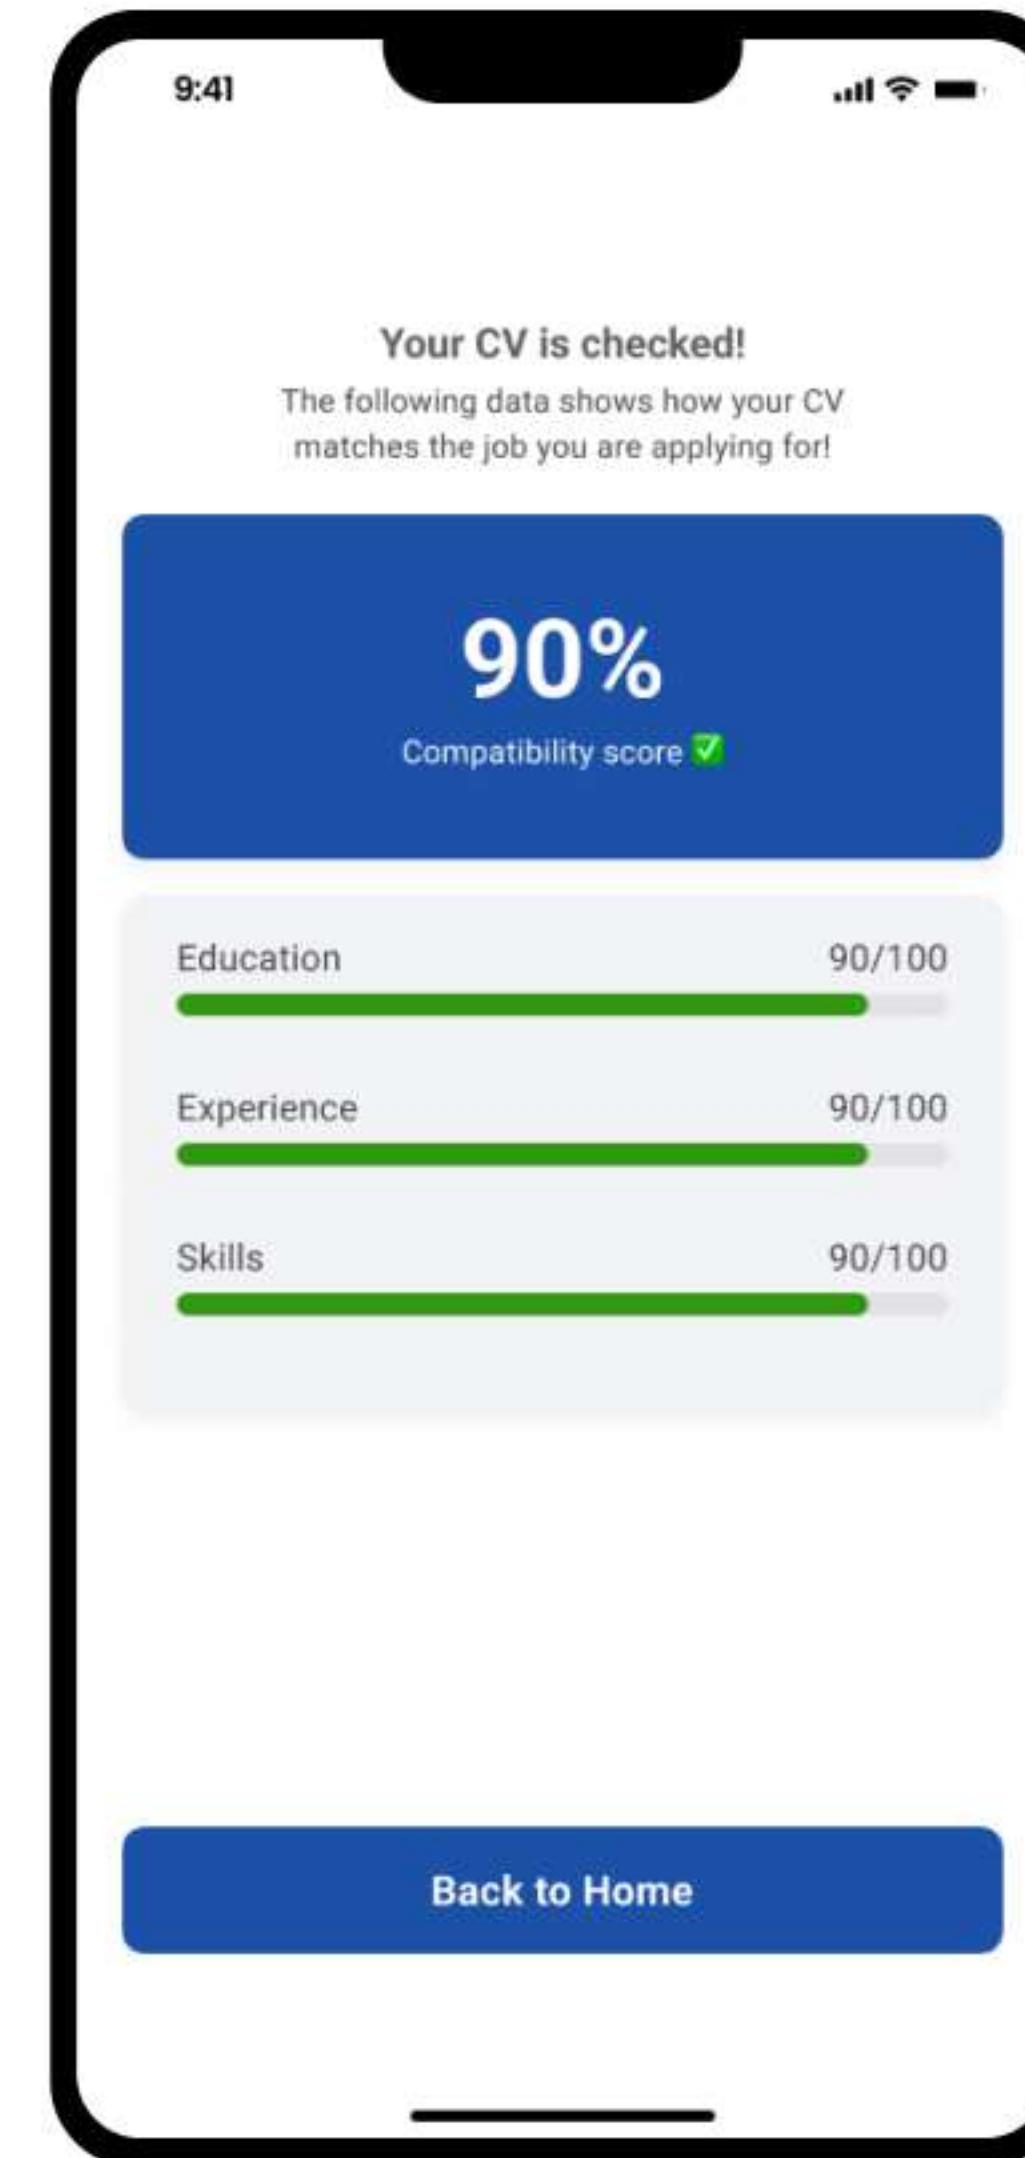 9:41
Your CV is checked!
The following data shows how your CV
matches the job you are applying for!
90%
Compatibility score ✅
Education 90/100
Experience 90/100
Skills 90/100
Back to Home